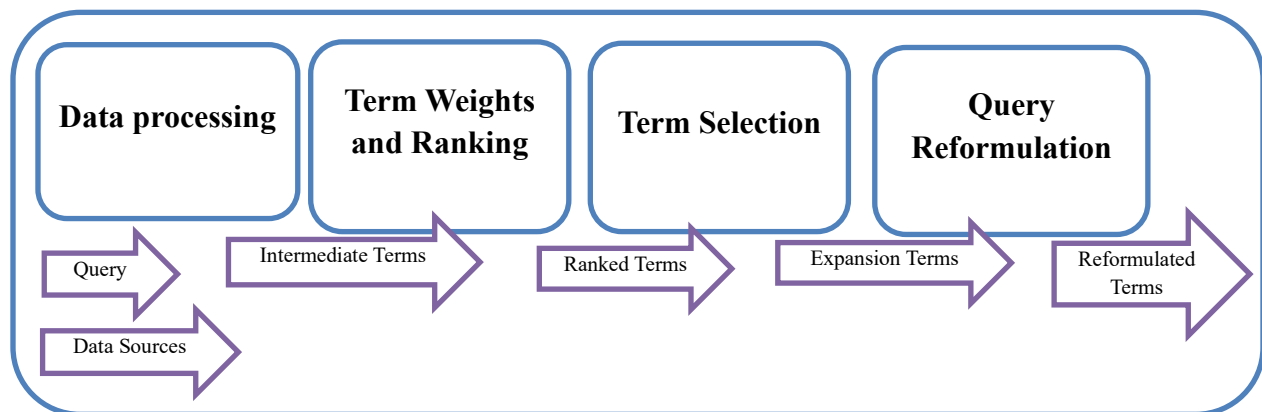 Data processing
Term Weights
and Ranking
Term Selection
Query
Reformulation
Query
Intermediate Terms
Ranked Terms
Expansion Terms
Reformulated
Terms
Data Sources